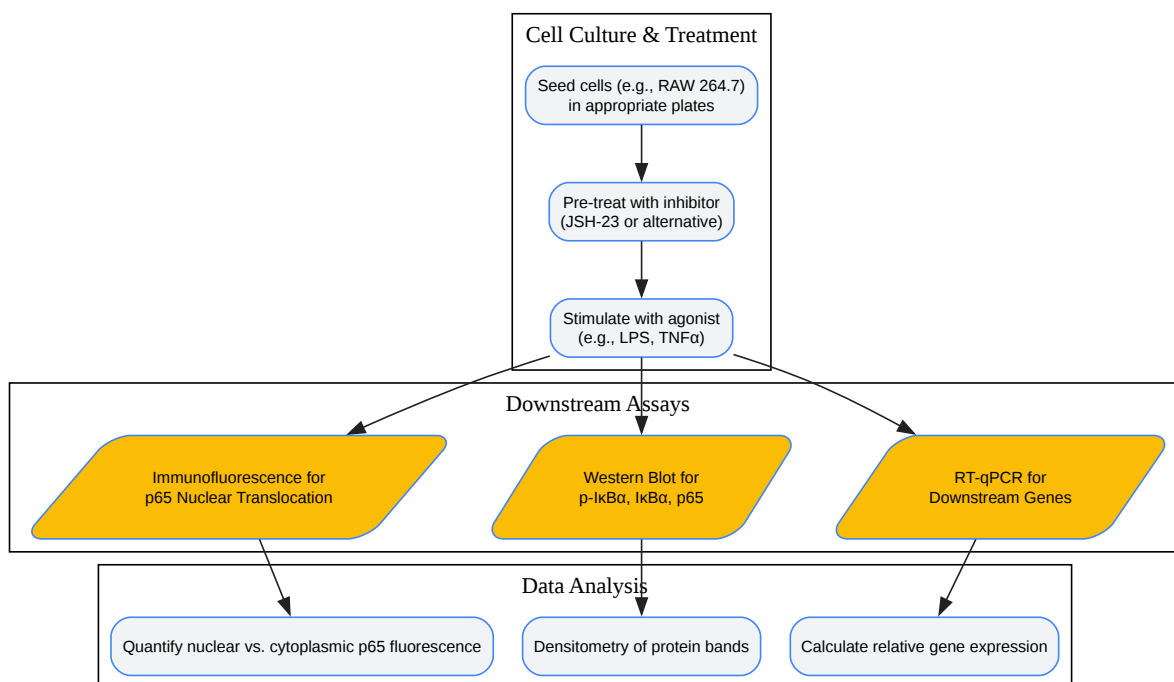 Cell Culture & Treatment
Seed cells (e.g., RAW 264.7)
in appropriate plates
Pre-treat with inhibitor
(JSH-23 or alternative)
Stimulate with agonist
(e.g., LPS, TNFα)
Downstream Assays
Immunofluorescence for
p65 Nuclear Translocation
Western Blot for
p-IκBα, IκBα, p65
RT-qPCR for
Downstream Genes
Data Analysis
Quantify nuclear vs. cytoplasmic p65 fluorescence
Densitometry of protein bands
Calculate relative gene expression